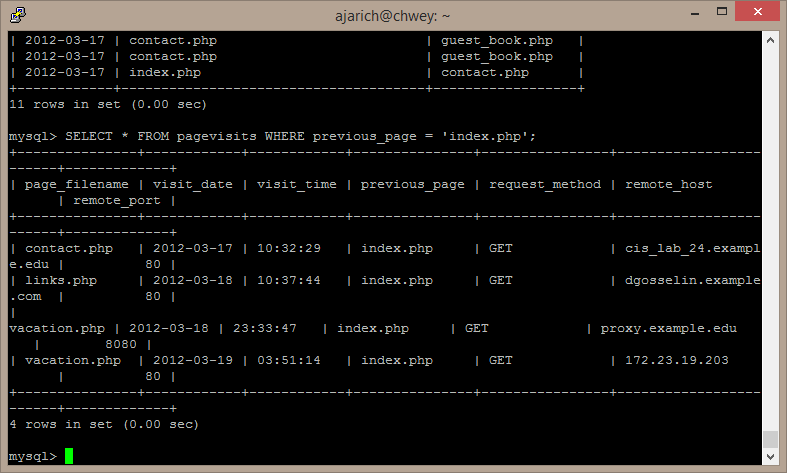 ajarich@chwey: ~
| 2012-03-17 | contact.php                          | guest_book.php   |
| 2012-03-17 | contact.php                          | guest_book.php   |
| 2012-03-17 | index.php                            | contact.php      |
+------------+--------------------------------------+------------------+
11 rows in set (0.00 sec)
mysql> SELECT * FROM pagevisits WHERE previous_page = 'index.php';
+---------------+------------+------------+---------------+----------------+------------------
------+-------------+
| page_filename | visit_date | visit_time | previous_page | request_method | remote_host
      | remote_port |
+---------------+------------+------------+---------------+----------------+------------------
------+-------------+
| contact.php   | 2012-03-17 | 10:32:29   | index.php     | GET            | cis_lab_24.exampl
e.edu |          80 |
| links.php     | 2012-03-18 | 10:37:44   | index.php     | GET            | dgosselin.example
.com  |          80 |
|
vacation.php | 2012-03-18 | 23:33:47   | index.php     | GET            | proxy.example.edu
   |        8080 |
| vacation.php  | 2012-03-19 | 03:51:14   | index.php     | GET            | 172.23.19.203
      |          80 |
+---------------+------------+------------+---------------+----------------+------------------
------+-------------+
4 rows in set (0.00 sec)
mysql>